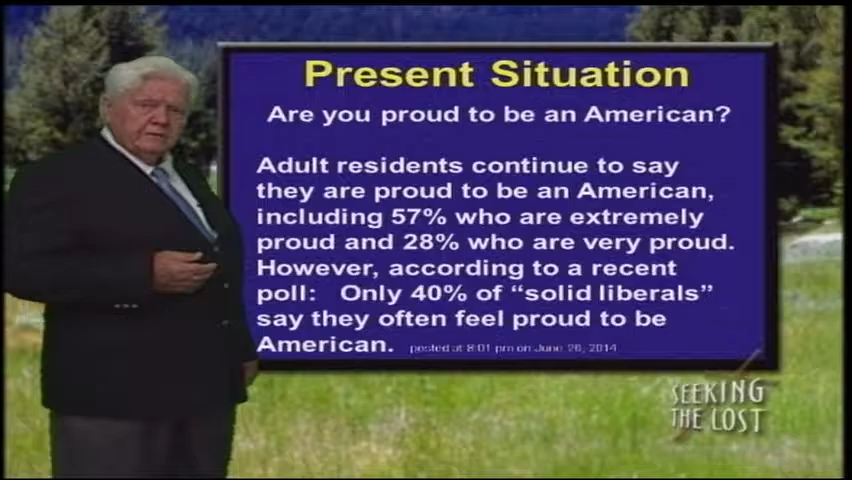 Present Situation
Are you proud to be an American?
Adult residents continue to say
they are proud to be an American,
including 57% who are extremely
proud and 28% who are very proud.
However, according to a recent
poll: Only 40% of “solid liberals”
say they often feel proud to be
American. posted at 8:01 pm on June 26, 2014
SEEKING
THE LOST